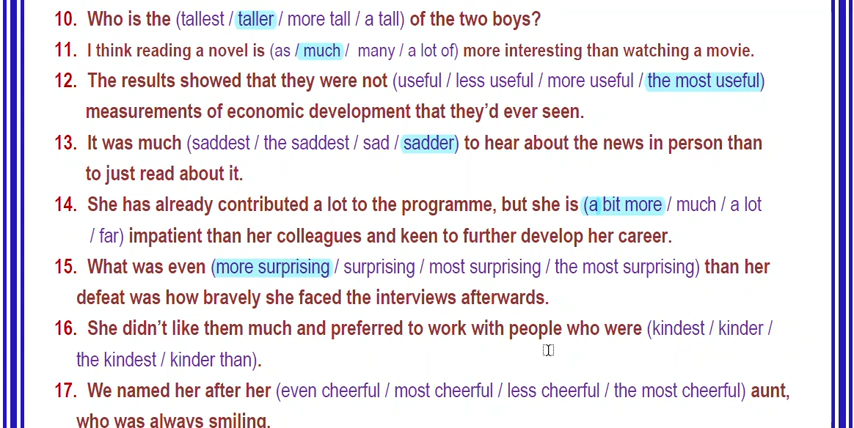 10. Who is the (tallest / taller / more tall / a tall) of the two boys?
11. I think reading a novel is (as / much / many / a lot of) more interesting than watching a movie.
12. The results showed that they were not (useful / less useful / more useful / the most useful)
measurements of economic development that they'd ever seen.
13. It was much (saddest / the saddest / sad / sadder) to hear about the news in person than
to just read about it.
14. She has already contributed a lot to the programme, but she is (a bit more / much / a lot
/ far) impatient than her colleagues and keen to further develop her career.
15. What was even (more surprising / surprising / most surprising / the most surprising) than her
defeat was how bravely she faced the interviews afterwards.
16. She didn't like them much and preferred to work with people who were (kindest / kinder /
the kindest / kinder than).
17. We named her after her (even cheerful / most cheerful / less cheerful / the most cheerful) aunt,
who was always smiling.